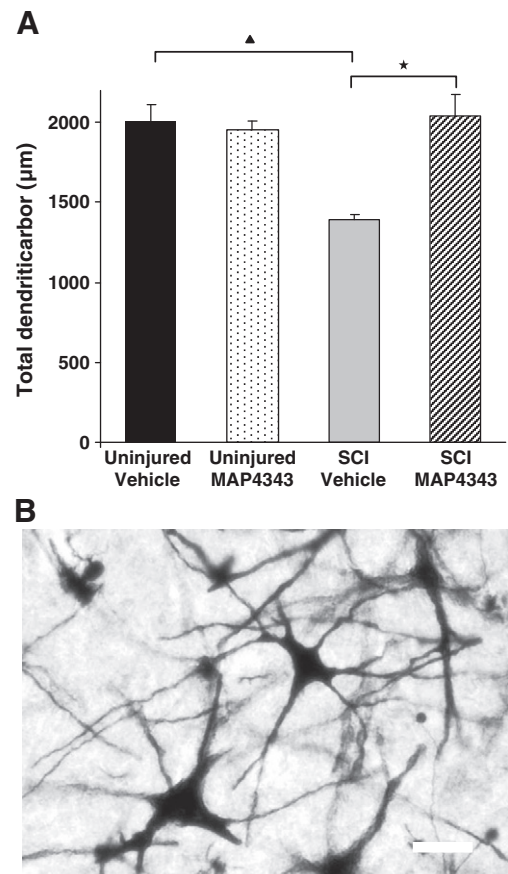 A
▲
★
Total dendriticarbor (µm)
2000
1500
1000
500
0
Uninjured Vehicle
Uninjured MAP4343
SCI Vehicle
SCI MAP4343
B